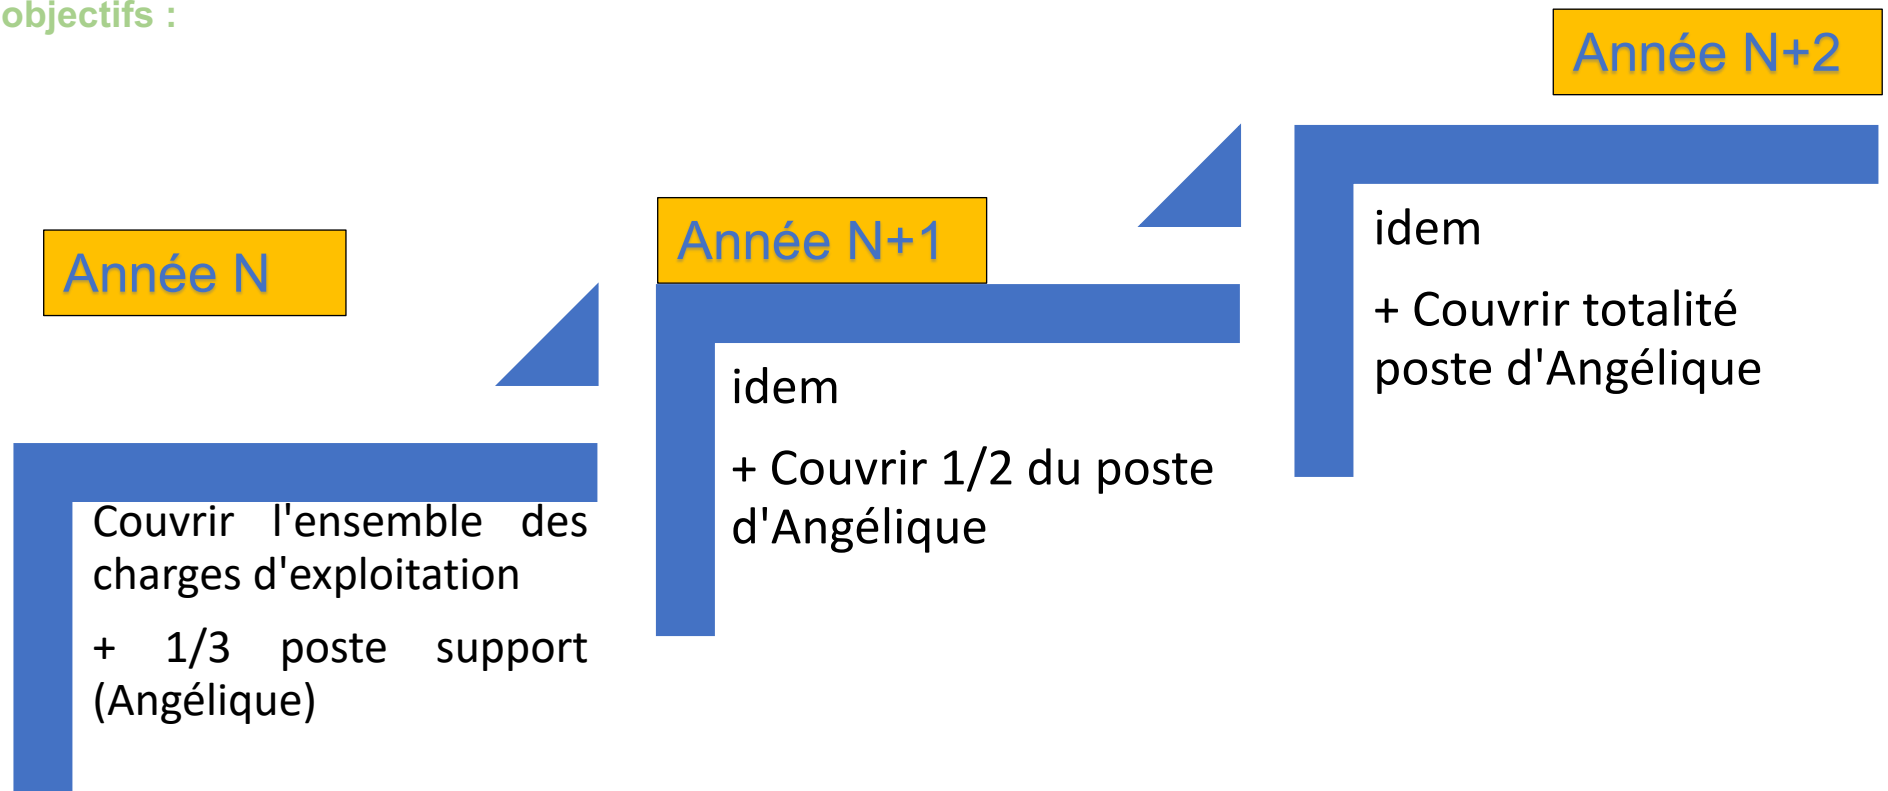 objectifs :
Année N
Couvrir l'ensemble des
charges d'exploitation
+ 1/3 poste support
(Angélique)
Année N+1
idem
+ Couvrir 1/2 du poste
d'Angélique
Année N+2
idem
+ Couvrir totalité
poste d'Angélique